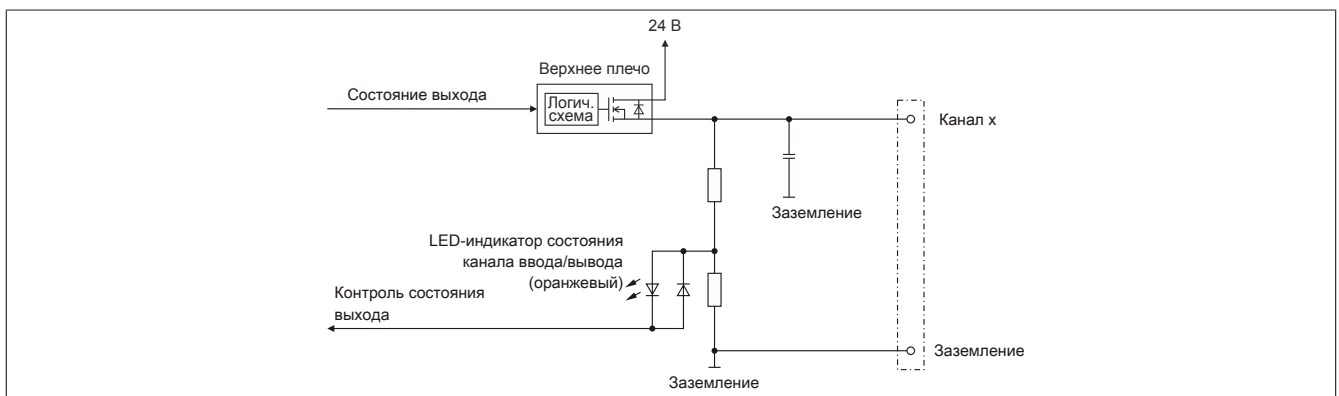 24 В
Верхнее плечо
Состояние выхода
Логич.
схема
Канал x
Заземление
LED-индикатор состояния
канала ввода/вывода
(оранжевый)
Контроль состояния
выхода
Заземление
Заземление